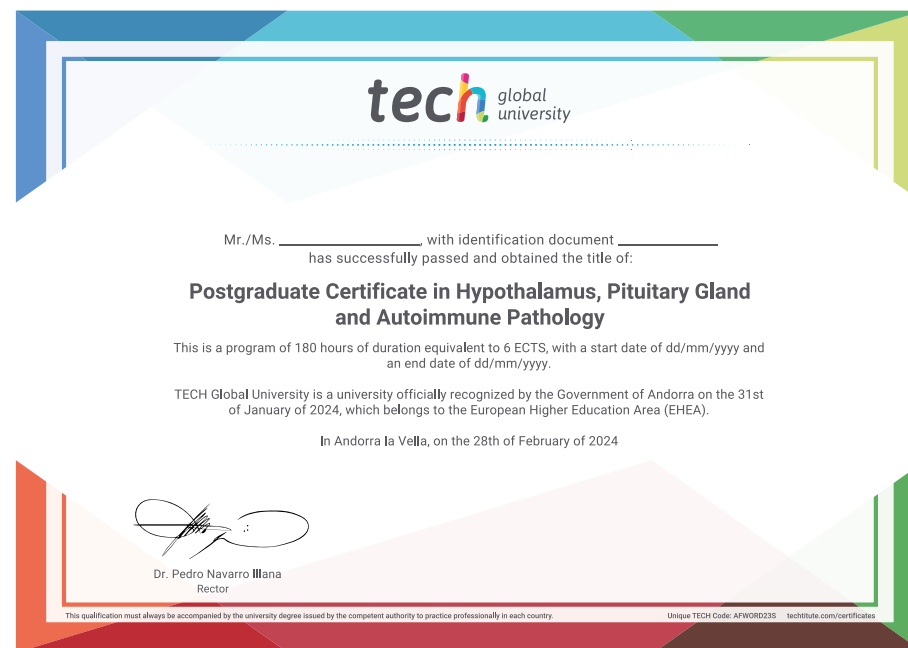 tech global university
Mr./Ms. ____________________, with identification document ______________
has successfully passed and obtained the title of:
Postgraduate Certificate in Hypothalamus, Pituitary Gland
and Autoimmune Pathology
This is a program of 180 hours of duration equivalent to 6 ECTS, with a start date of dd/mm/yyyy and
an end date of dd/mm/yyyy.
TECH Global University is a university officially recognized by the Government of Andorra on the 31st
of January of 2024, which belongs to the European Higher Education Area (EHEA).
In Andorra la Vella, on the 28th of February of 2024
Dr. Pedro Navarro Illana
Rector
This qualification must always be accompanied by the university degree issued by the competent authority to practice professionally in each country.
Unique TECH Code: AFWORD23S techtitute.com/certificates